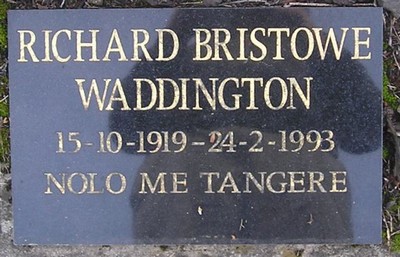 RICHARD BRISTOWE
WADDINGTON
15-10-1919-24-2-1993
NOLO ME TANGERE